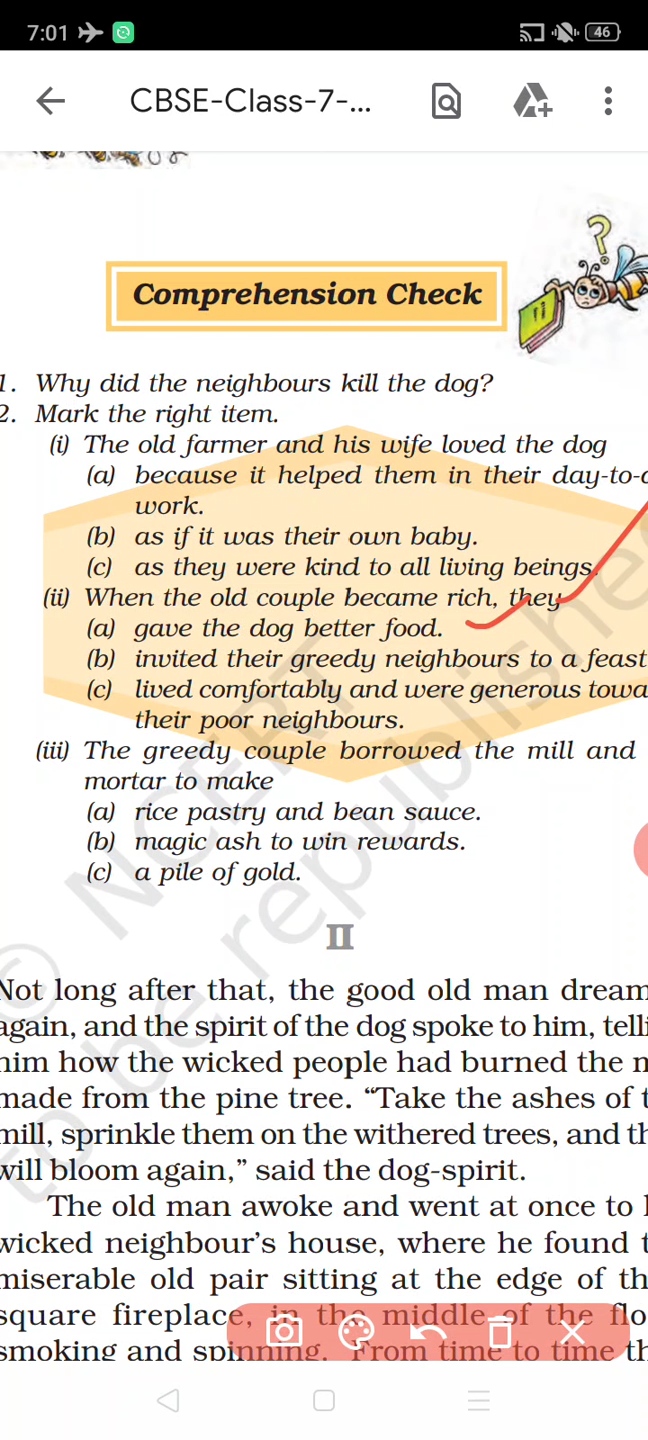 7:01
46
CBSE-Class-7-...
Comprehension Check
1. Why did the neighbours kill the dog?
2. Mark the right item.
(i) The old farmer and his wife loved the dog
(a) because it helped them in their day-to-
work.
(b) as if it was their own baby.
(c) as they were kind to all living beings.
(ii) When the old couple became rich, they
(a) gave the dog better food.
(b) invited their greedy neighbours to a feast
(c) lived comfortably and were generous
their poor neighbours.
(iii) The greedy couple borrowed the mill and
mortar to make
(a) rice pastry and bean sauce.
(b) magic ash to win rewards.
(c) a pile of gold.
© NCERT
to be republished
II
Not long after that, the good old man
again, and the spirit of the dog spoke to him,
him how the wicked people had burned the
made from the pine tree. “Take the ashes of
mill, sprinkle them on the withered trees, and
will bloom again,” said the dog-spirit.
The old man awoke and went at once to
wicked neighbour’s house, where he found
miserable old pair sitting at the edge of
square fireplace, in the middle of the
smoking and spinning. From time to time